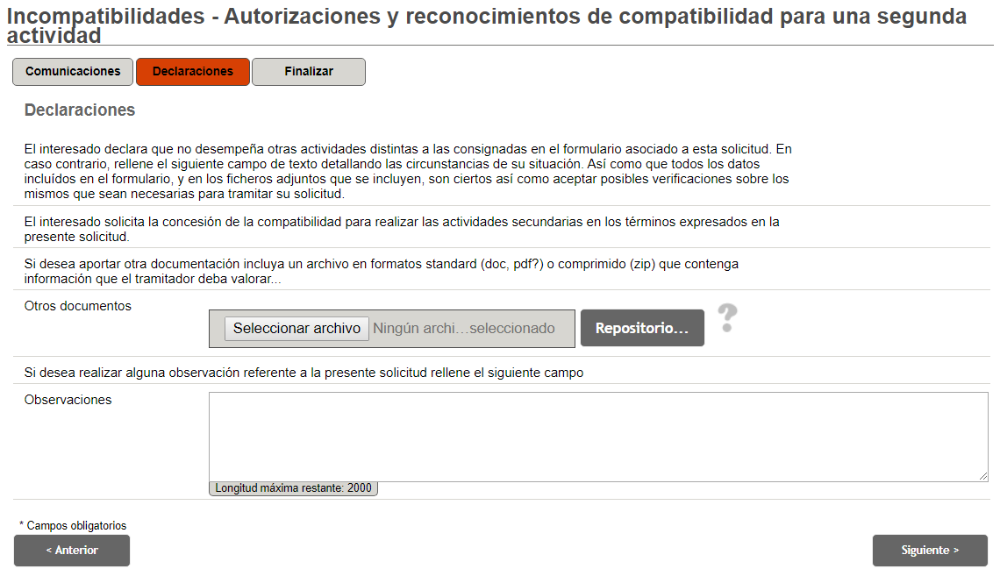 Incompatibilidades - Autorizaciones y reconocimientos de compatibilidad para una segunda
actividad
Comunicaciones
Declaraciones
Finalizar
Declaraciones
El interesado declara que no desempeña otras actividades distintas a las consignadas en el formulario asociado a esta solicitud. En
caso contrario, rellene el siguiente campo de texto detallando las circunstancias de su situación. Así como que todos los datos
incluídos en el formulario, y en los ficheros adjuntos que se incluyen, son ciertos así como aceptar posibles verificaciones sobre los
mismos que sean necesarias para tramitar su solicitud.
El interesado solicita la concesión de la compatibilidad para realizar las actividades secundarias en los términos expresados en la
presente solicitud.
Si desea aportar otra documentación incluya un archivo en formatos standard (doc, pdf?) o comprimido (zip) que contenga
información que el tramitador deba valorar...
Otros documentos
Seleccionar archivo Ningún archi...seleccionado
Repositorio...
?
Si desea realizar alguna observación referente a la presente solicitud rellene el siguiente campo
Observaciones
Longitud máxima restante: 2000
* Campos obligatorios
< Anterior
Siguiente >